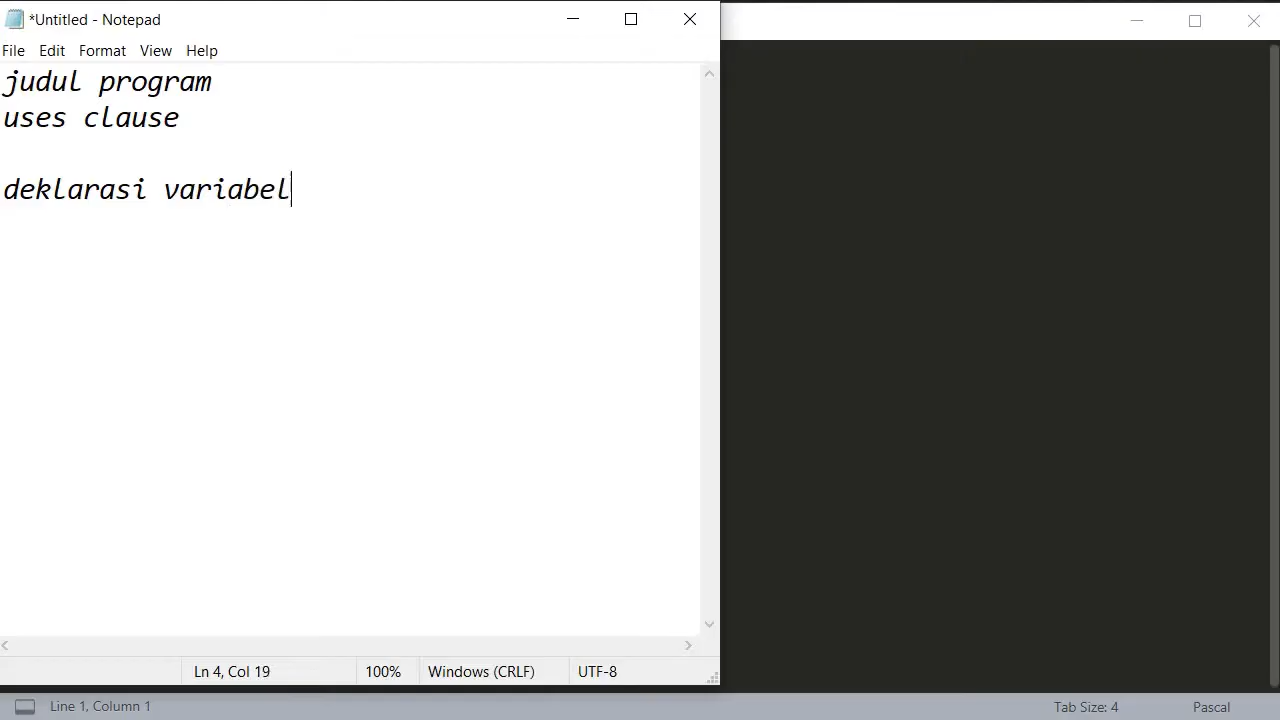 *Untitled - Notepad
File Edit Format View Help
judul program
uses clause
deklarasi variabel
Ln 4, Col 19 100% Windows (CRLF) UTF-8
Line 1, Column 1 Tab Size: 4 Pascal